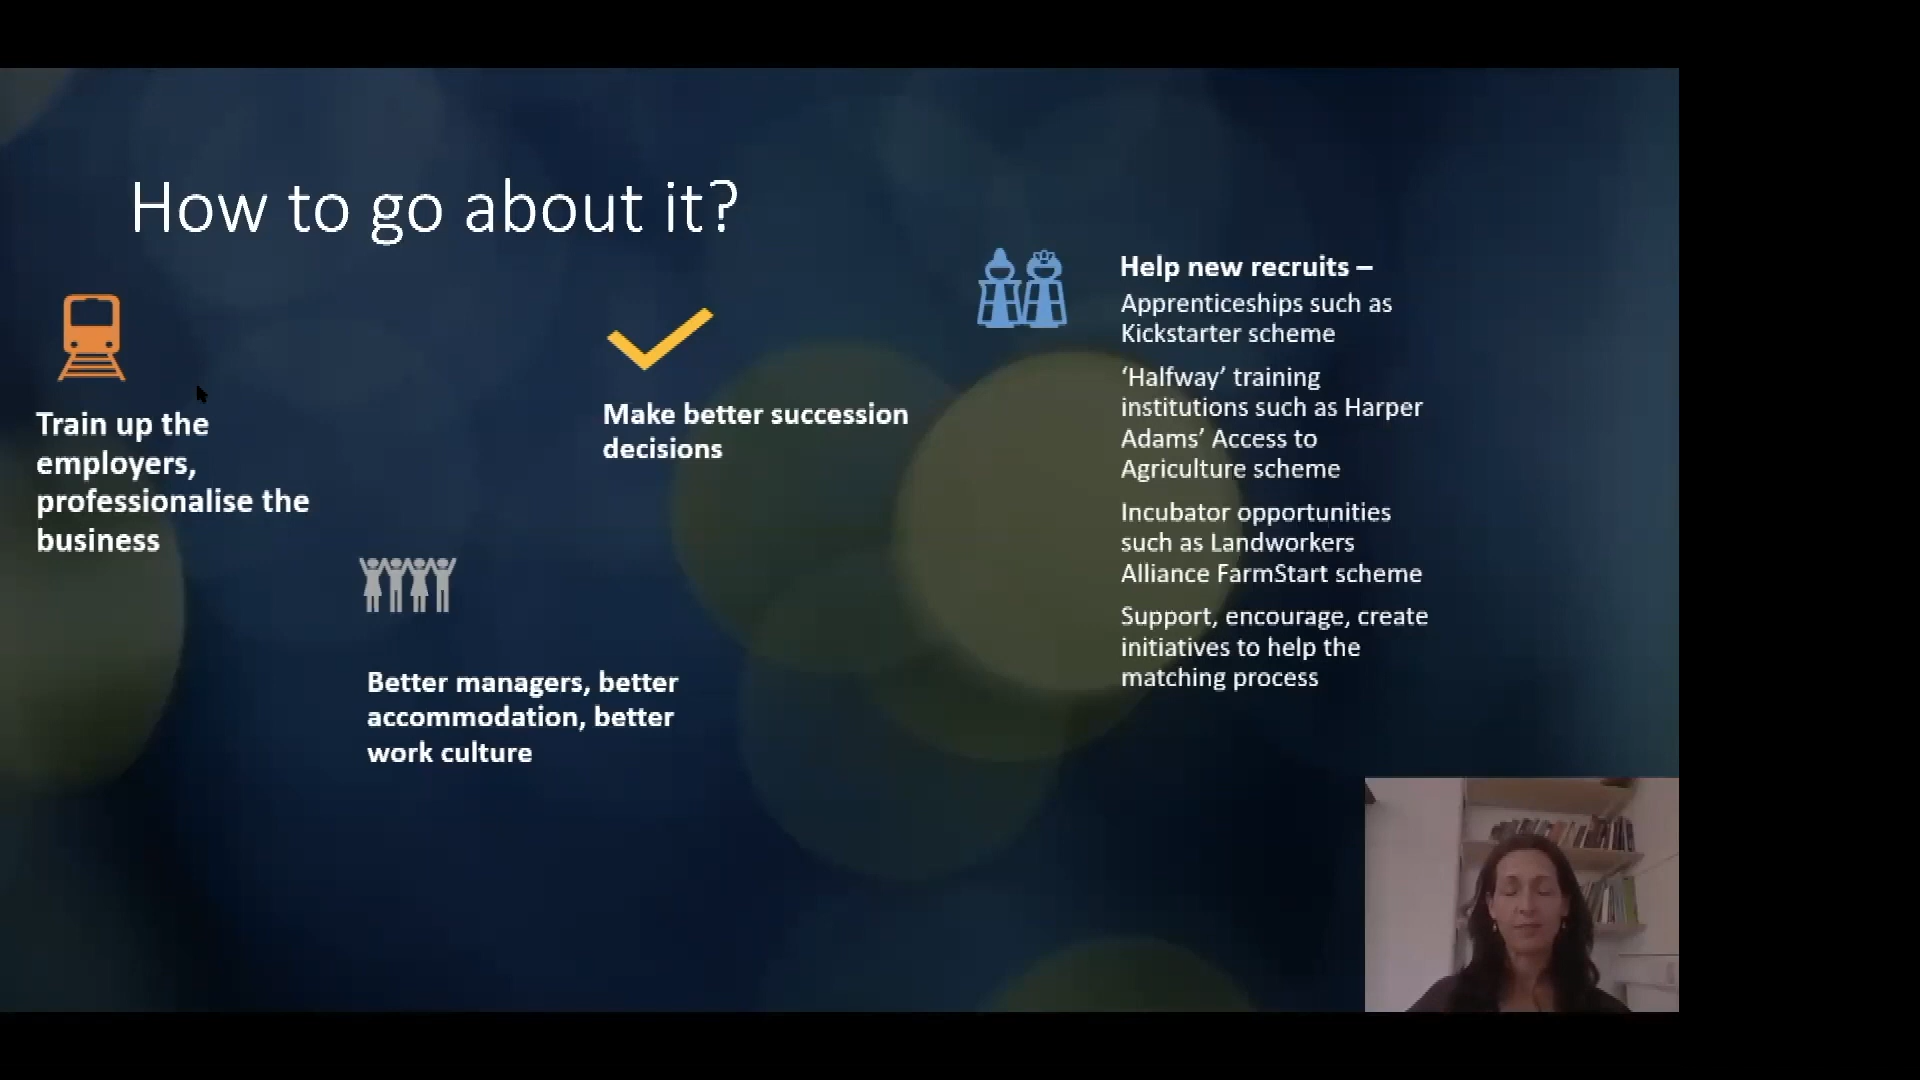 How to go about it?
Train up the
employers,
professionalise the
business
Better managers, better
accommodation, better
work culture
Make better succession
decisions
Help new recruits –
Apprenticeships such as
Kickstarter scheme
‘Halfway’ training
institutions such as Harper
Adams’ Access to
Agriculture scheme
Incubator opportunities
such as Landworkers
Alliance FarmStart scheme
Support, encourage, create
initiatives to help the
matching process